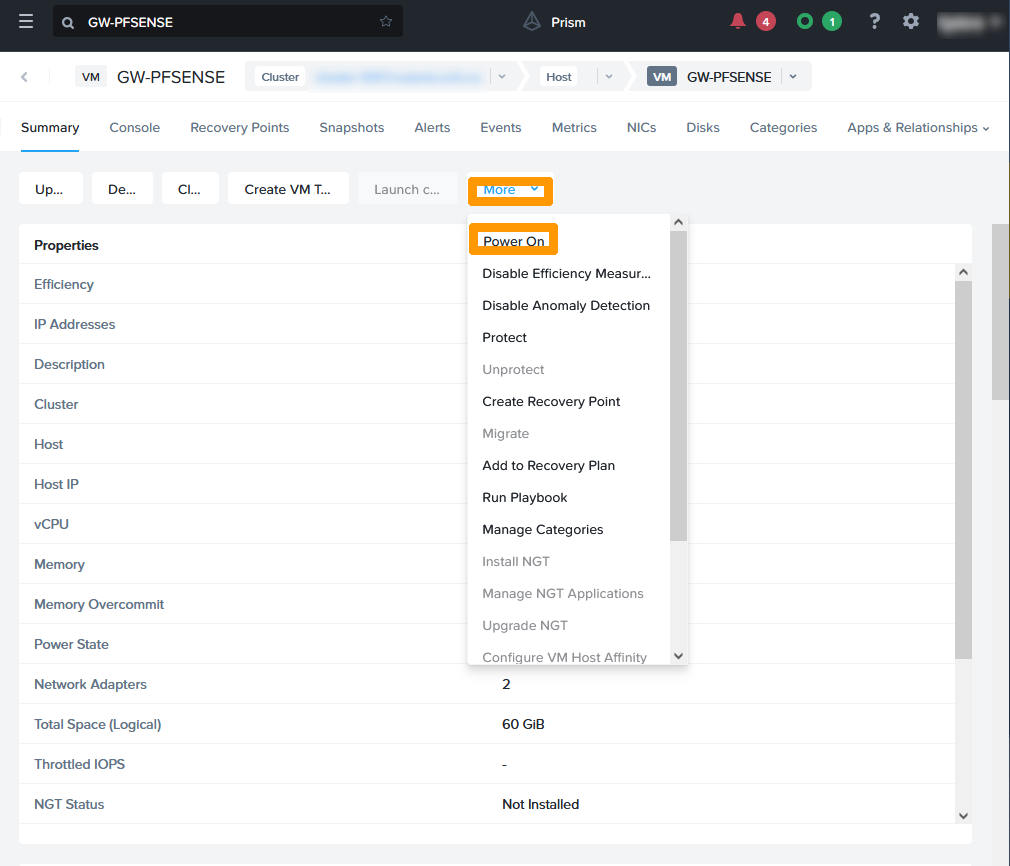 GW-PFSENSE
Prism
4
1
?
VM GW-PFSENSE
Cluster
Host
VM GW-PFSENSE
Summary Console Recovery Points Snapshots Alerts Events Metrics NICs Disks Categories Apps & Relationships
Up... De... Cl... Create VM T... Launch c... More
Properties
Power On
Disable Efficiency Measur...
Disable Anomaly Detection
Protect
Unprotect
Create Recovery Point
Migrate
Add to Recovery Plan
Run Playbook
Manage Categories
Install NGT
Manage NGT Applications
Upgrade NGT
Configure VM Host Affinity
Efficiency
IP Addresses
Description
Cluster
Host
Host IP
vCPU
Memory
Memory Overcommit
Power State
Network Adapters 2
Total Space (Logical) 60 GiB
Throttled IOPS -
NGT Status Not Installed